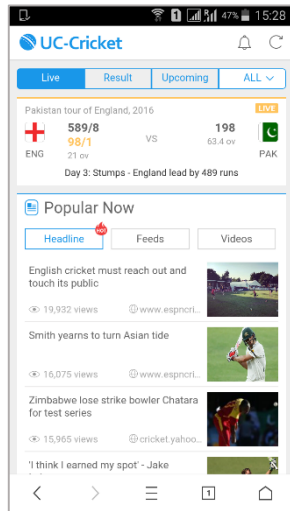 1 47% 15:28
UC-Cricket
Live Result Upcoming ALL
Pakistan tour of England, 2016 LIVE
589/8 198
98/1 VS 63.4 ov
ENG 21 ov PAK
Day 3: Stumps - England lead by 489 runs
Popular Now
HOT
Headline Feeds Videos
English cricket must reach out and
touch its public
19,932 views www.espncri...
Smith yearns to turn Asian tide
16,075 views www.espncri...
Zimbabwe lose strike bowler Chatara
for test series
15,965 views cricket.yahoo...
'I think I earned my spot' - Jake
1